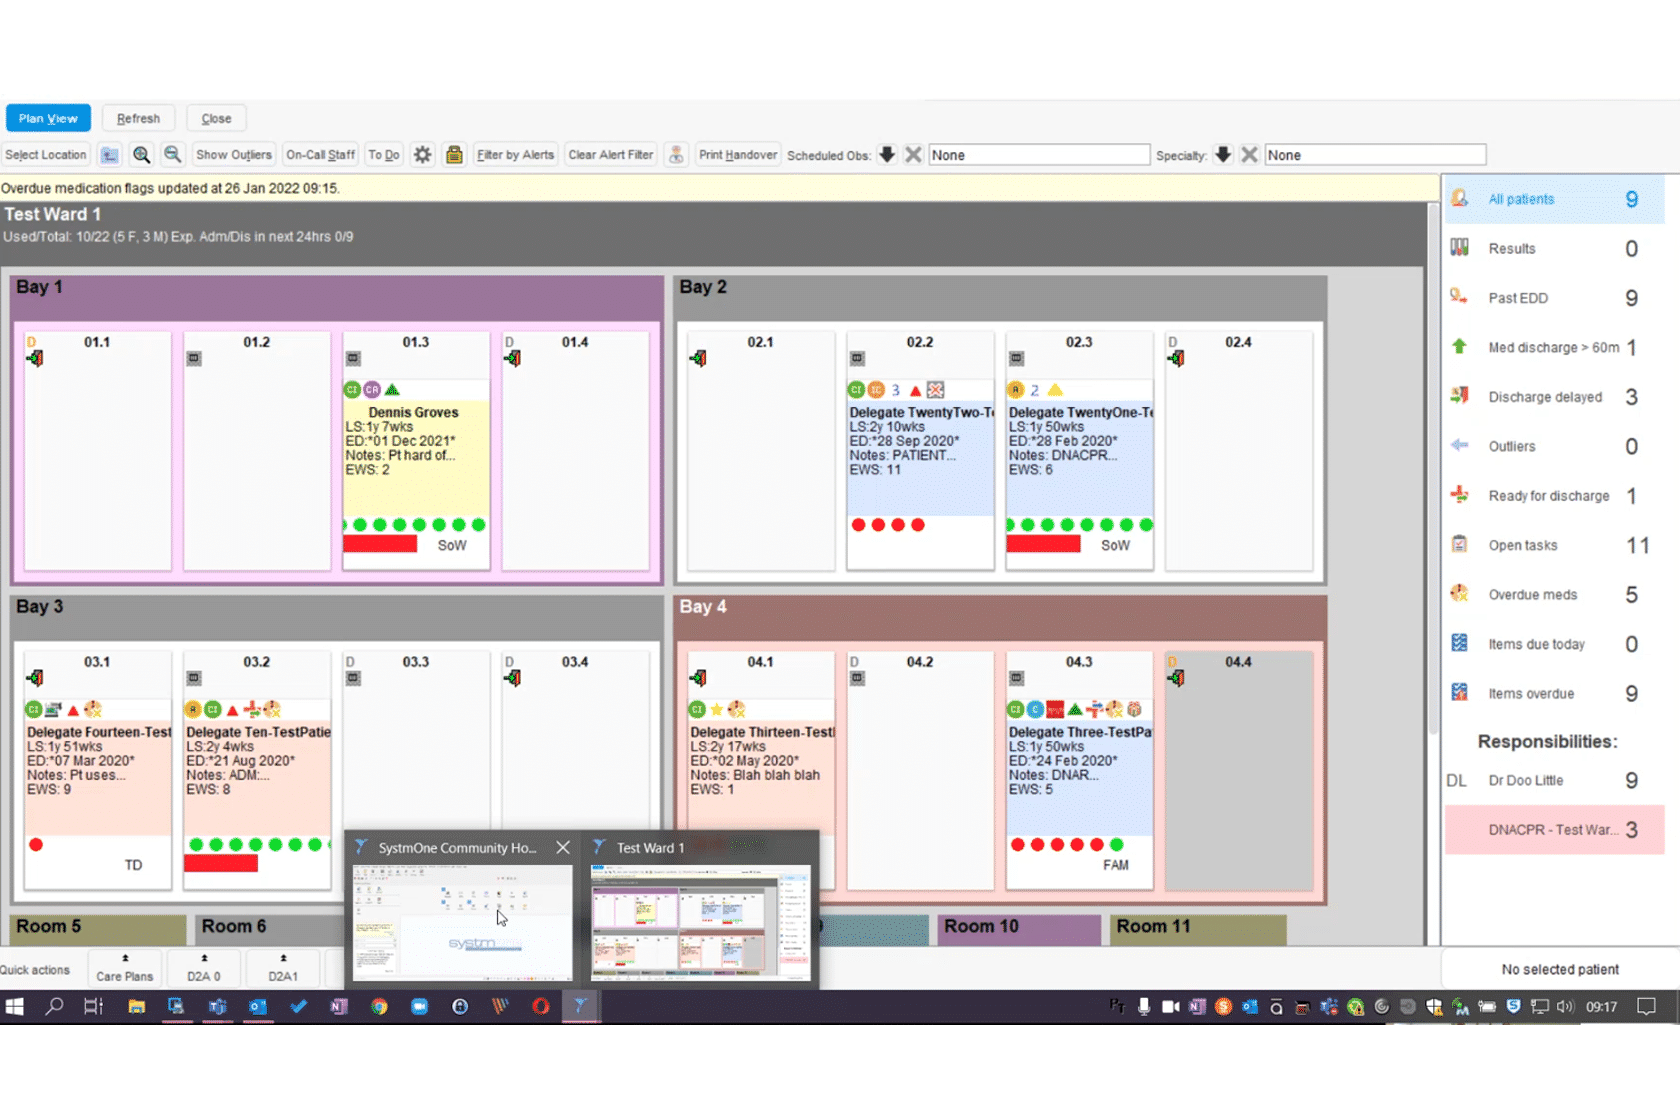 Plan View Refresh Close
Select Location Show Outliers On-Call Staff To Do Filter by Alerts Clear Alert Filter Print Handover Scheduled Obs: None Specialty: None
Overdue medication flags updated at 26 Jan 2022 09:15.
Test Ward 1
Used/Total: 10/22 (5 F, 3 M) Exp. Adm/Dis in next 24hrs 0/9
Bay 1
D 01.1
01.2
01.3
CI CA
Dennis Groves
LS:1y 7wks
ED:*01 Dec 2021*
Notes: Pt hard of...
EWS: 2
SoW
D 01.4
Bay 2
02.1
02.2
CI 3
Delegate TwentyTwo-Te
LS:2y 10wks
ED:*28 Sep 2020*
Notes: PATIENT...
EWS: 11
02.3
A 2
Delegate TwentyOne-Te
LS:1y 50wks
ED:*28 Feb 2020*
Notes: DNACPR...
EWS: 6
SoW
D 02.4
Bay 3
03.1
CI
Delegate Fourteen-Test
LS:1y 51wks
ED:*07 Mar 2020*
Notes: Pt uses...
EWS: 9
TD
03.2
A CI
Delegate Ten-TestPatie
LS:2y 4wks
ED:*21 Aug 2020*
Notes: ADM:...
EWS: 8
D 03.3
D 03.4
Bay 4
04.1
CI
Delegate Thirteen-Test
LS:2y 17wks
ED:*02 May 2020*
Notes: Blah blah blah
EWS: 1
D 04.2
04.3
CI C
Delegate Three-TestPa
LS:1y 50wks
ED:*24 Feb 2020*
Notes: DNAR...
EWS: 5
FAM
D 04.4
Room 5
Room 6
9
Room 10
Room 11
SystmOne Community Ho...
systm
Test Ward 1
Quick actions Care Plans D2A 0 D2A1
All patients 9
Results 0
Past EDD 9
Med discharge > 60m 1
Discharge delayed 3
Outliers 0
Ready for discharge 1
Open tasks 11
Overdue meds 5
Items due today 0
Items overdue 9
Responsibilities:
DL Dr Doo Little 9
DNACPR - Test War... 3
No selected patient
09:17